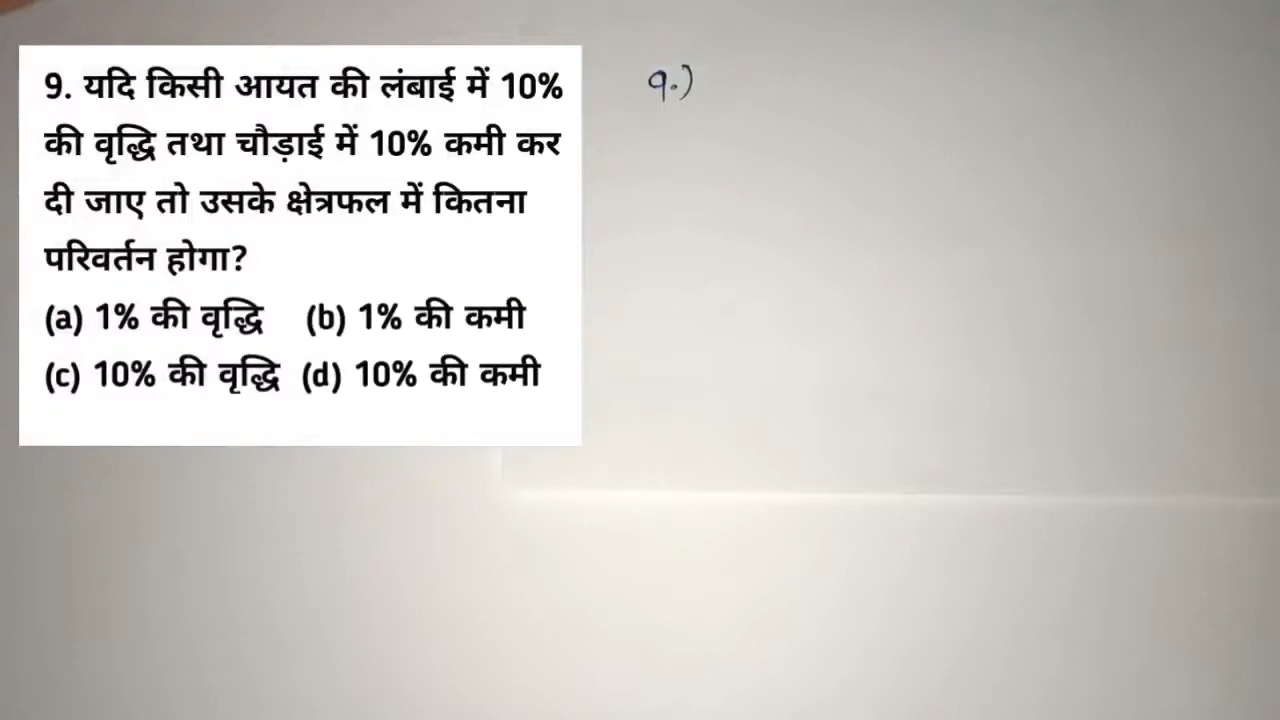 9. यदि किसी आयत की लंबाई में 10%
की वृद्धि तथा चौड़ाई में 10% कमी कर
दी जाए तो उसके क्षेत्रफल में कितना
परिवर्तन होगा?
(a) 1% की वृद्धि (b) 1% की कमी
(c) 10% की वृद्धि (d) 10% की कमी
9.)